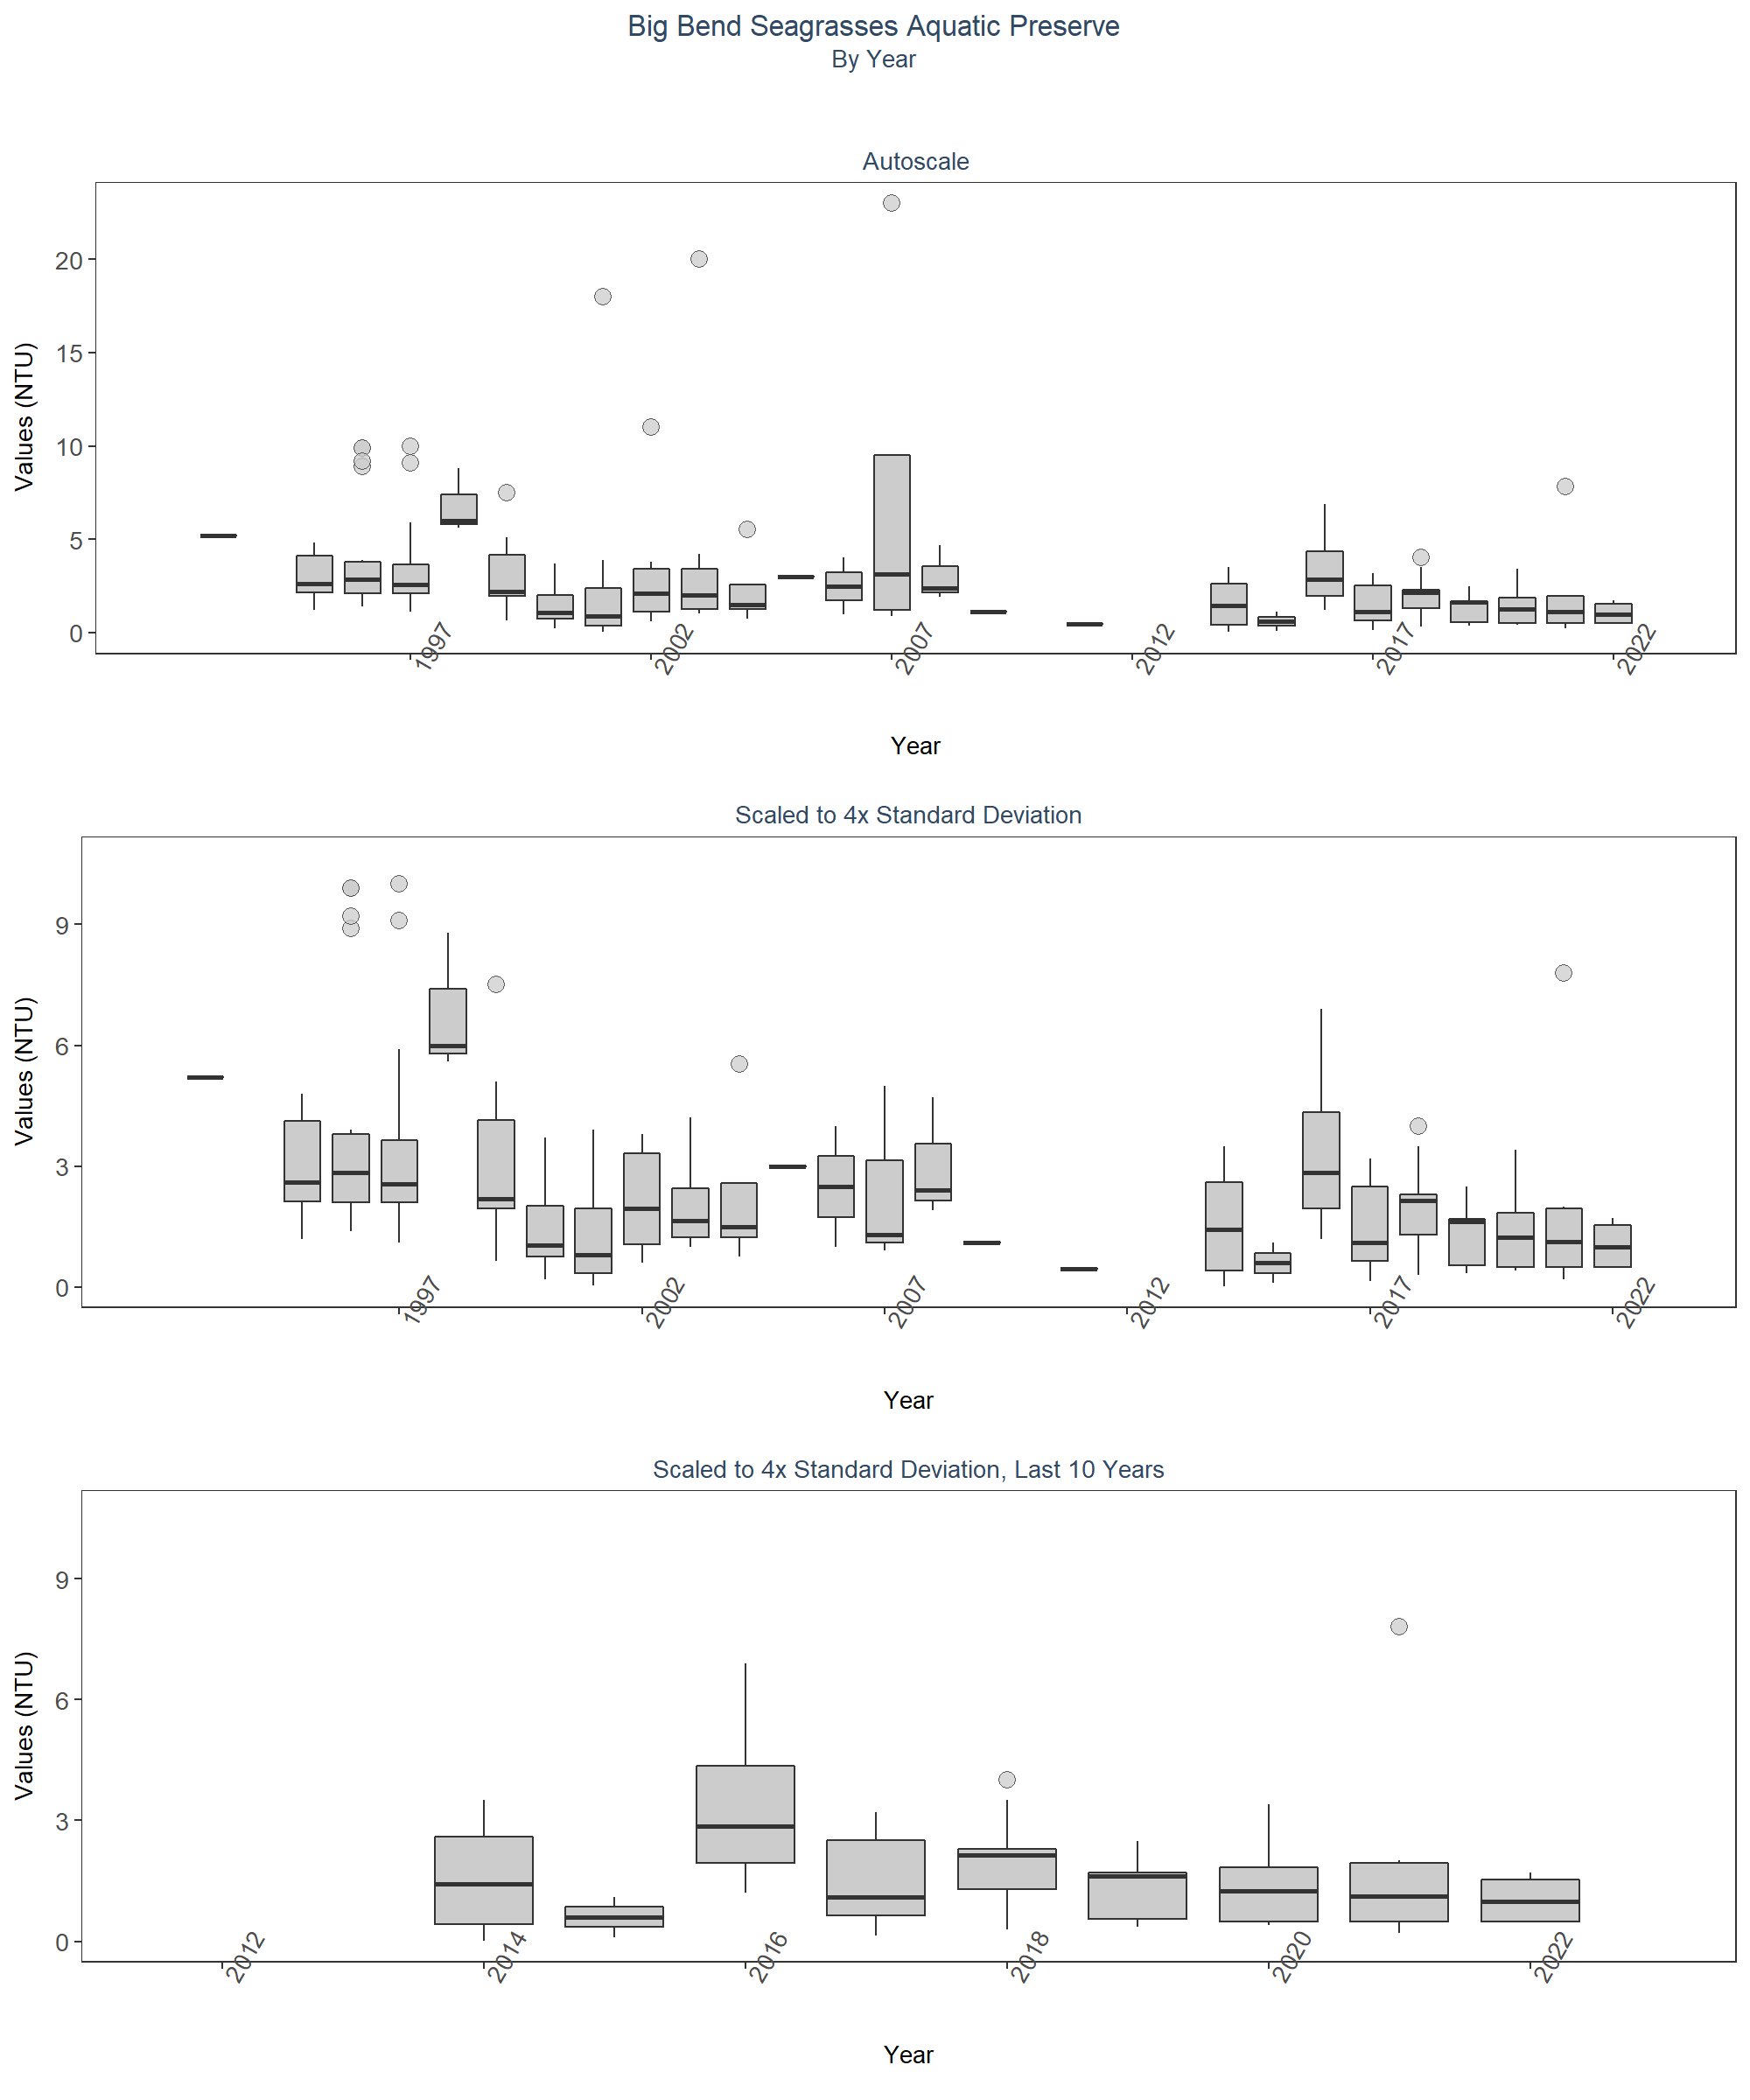 Big Bend Seagrasses Aquatic Preserve
By Year
Autoscale
Values (NTU)
20
15
10
5
0
1997 2002 2007 2012 2017 2022
Year
Scaled to 4x Standard Deviation
Values (NTU)
9
6
3
0
1997 2002 2007 2012 2017 2022
Year
Scaled to 4x Standard Deviation, Last 10 Years
Values (NTU)
9
6
3
0
2012 2014 2016 2018 2020 2022
Year